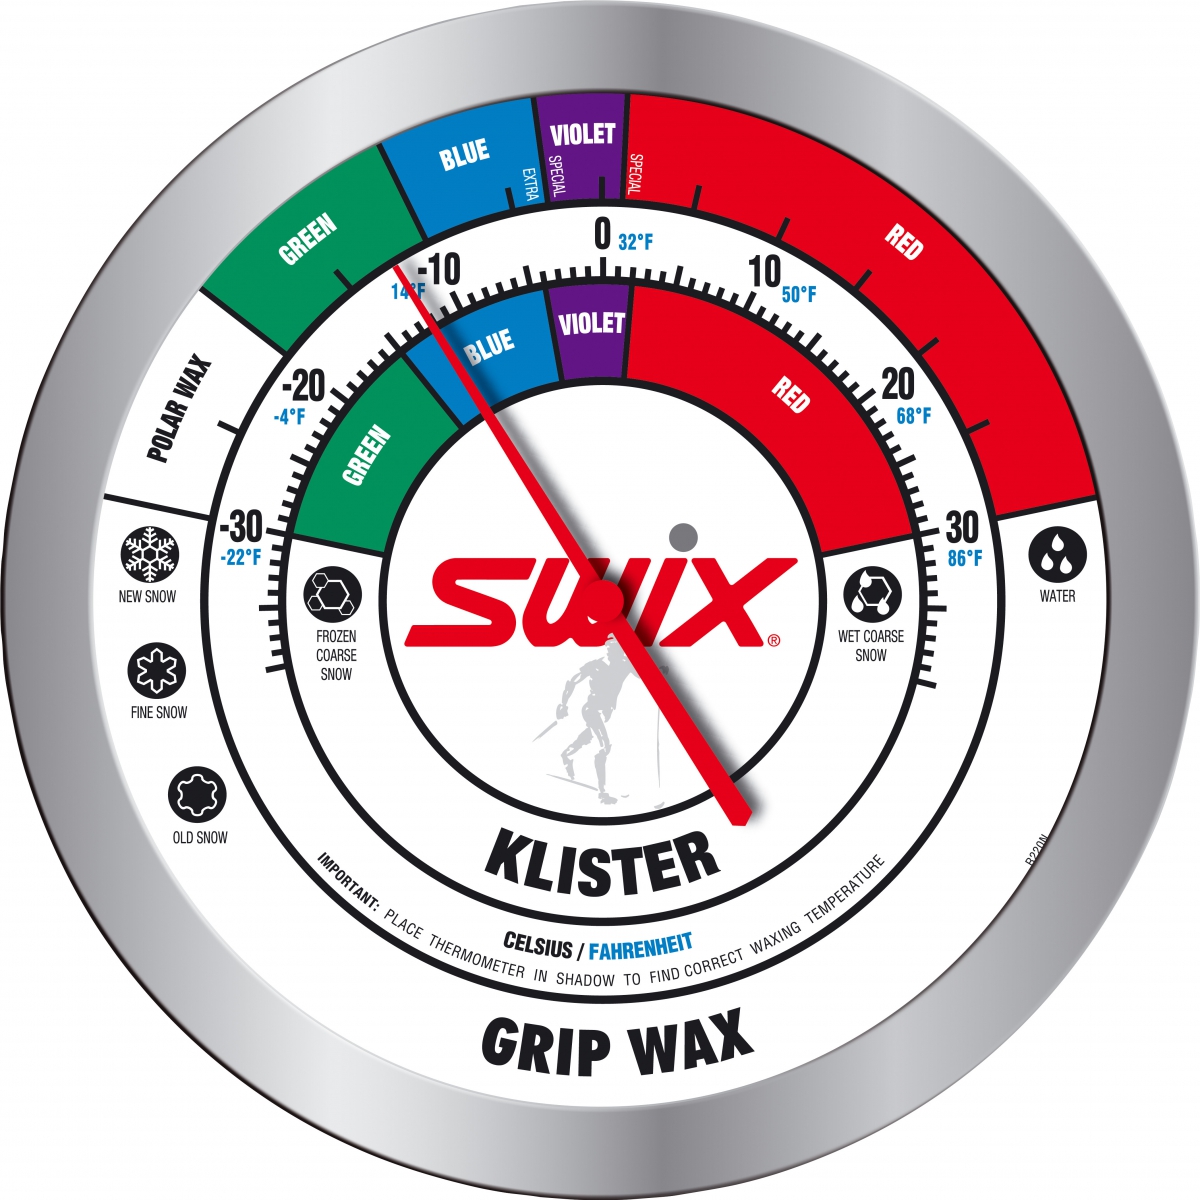 BLUE
EXTRA
VIOLET
SPECIAL
SPECIAL
RED
GREEN
POLAR WAX
0 32°F
-10
14°F
10
50°F
-20
-4°F
20
68°F
-30
-22°F
30
86°F
BLUE
VIOLET
RED
GREEN
NEW SNOW
FINE SNOW
OLD SNOW
FROZEN
COARSE
SNOW
SWIX®
WET COARSE
SNOW
WATER
KLISTER
CELSIUS / FAHRENHEIT
IMPORTANT: PLACE THERMOMETER IN SHADOW TO FIND CORRECT WAXING TEMPERATURE
GRIP WAX
R220N